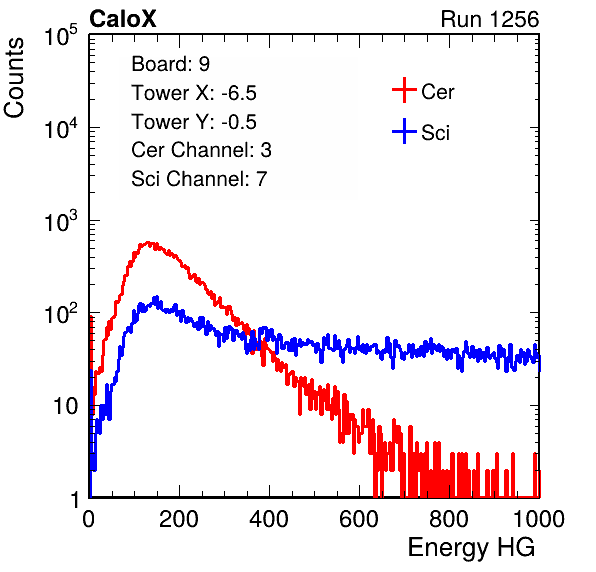 CaloX Run 1256
Counts
10^5
10^4
10^3
10^2
10
1
Board: 9
Tower X: -6.5
Tower Y: -0.5
Cer Channel: 3
Sci Channel: 7
Cer
Sci
0 200 400 600 800 1000
Energy HG